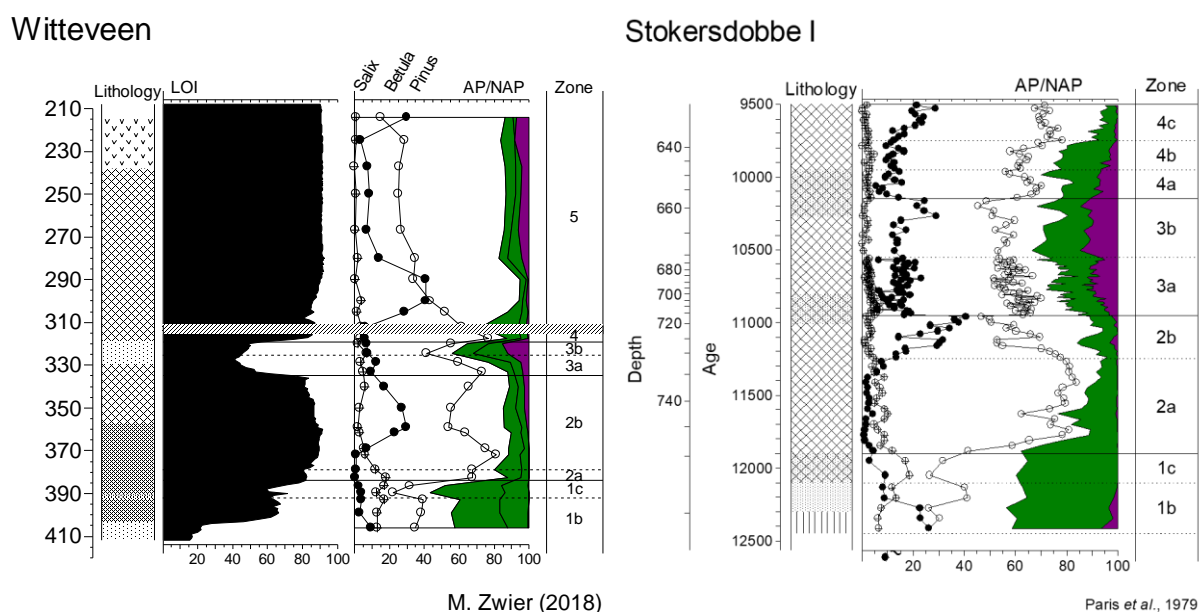 Witteveen
Stokersdobbe I
Lithology
LOI
Salix
Betula
Pinus
AP/NAP
Zone
210
230
250
270
290
310
330
350
370
390
410
20 40 60 80 100
20 40 60 80 100
5
4
3b
3a
2b
2a
1c
1b
M. Zwier (2018)
Depth
Age
Lithology
AP/NAP
Zone
640
660
680
700
720
740
9500
10000
10500
11000
11500
12000
12500
20 40 60 80 100
4c
4b
4a
3b
3a
2b
2a
1c
1b
Paris et al., 1979